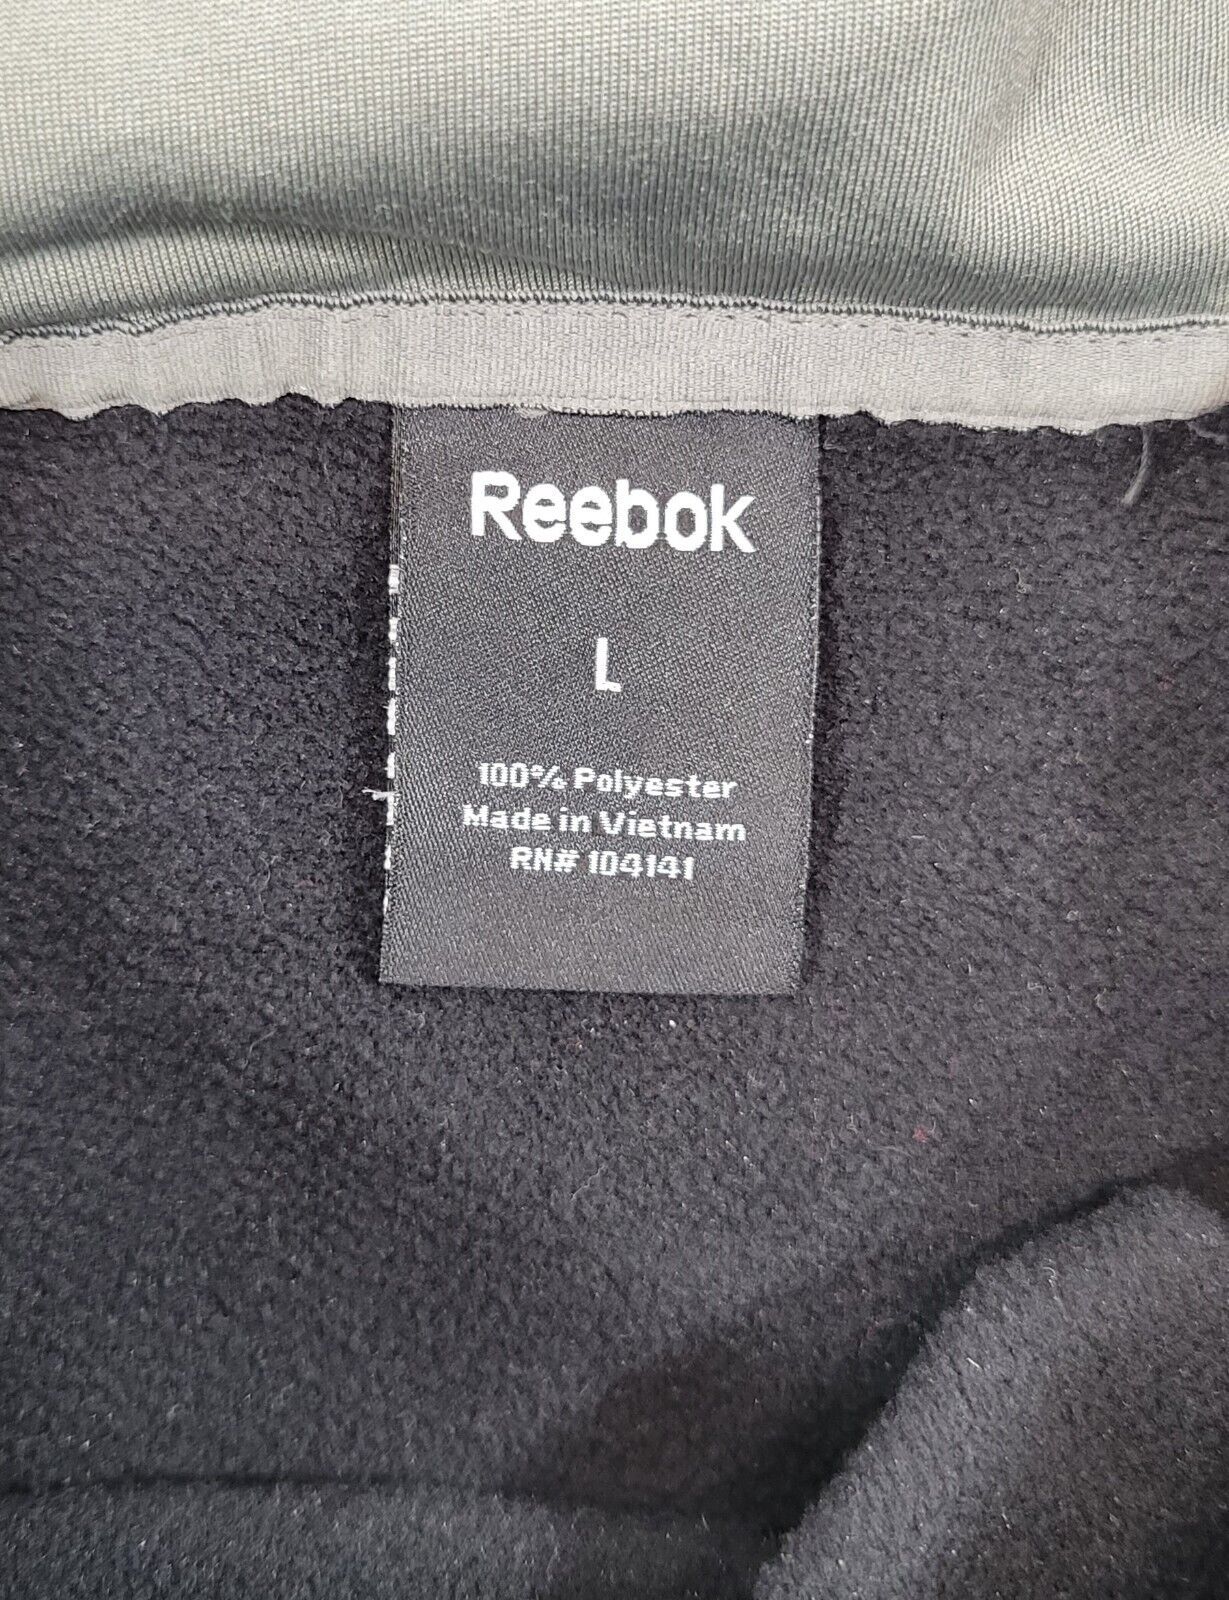 Reebok
L
100% Polyester
Made in Vietnam
RN# 104141